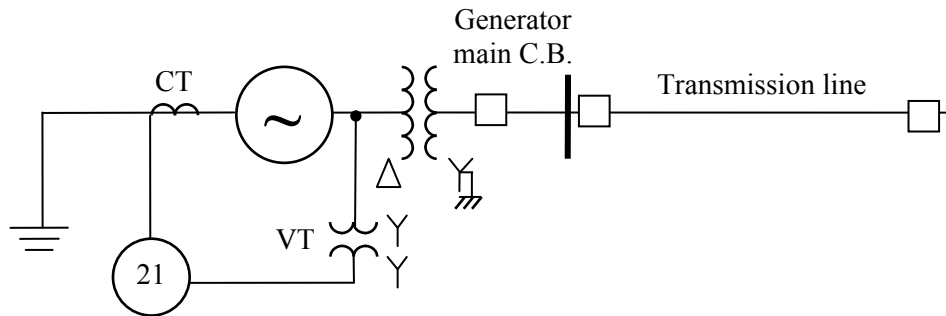 Generator
main C.B.
CT
Transmission line
~
Δ
VT
21